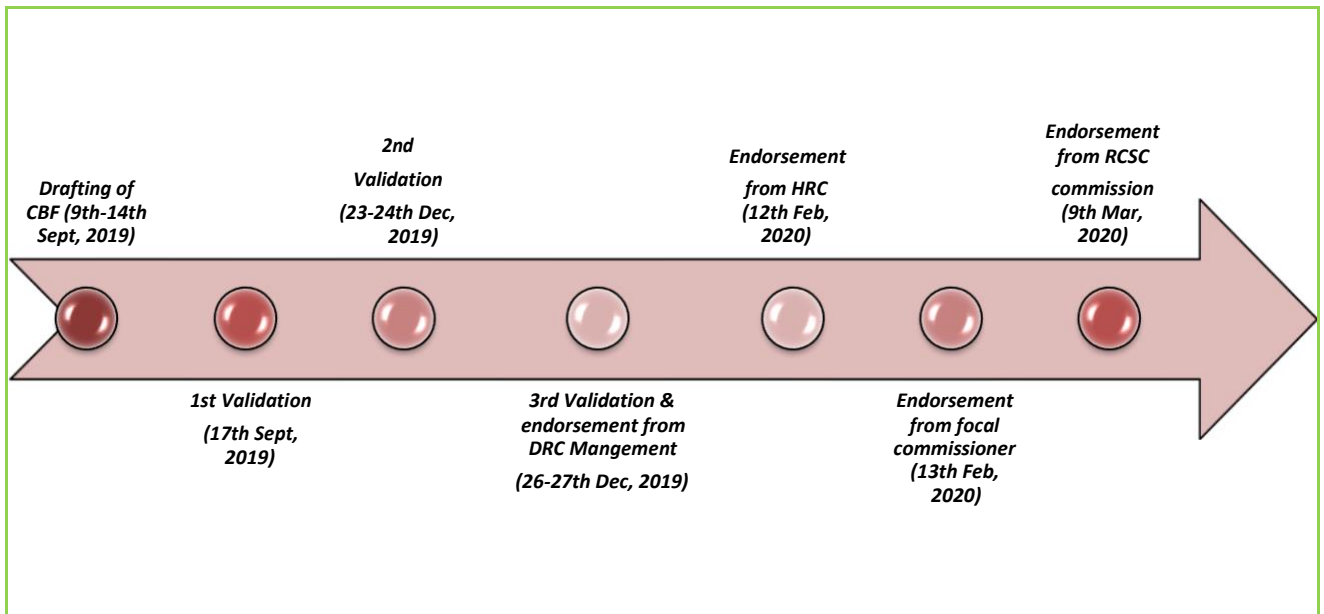 Drafting of
CBF (9th-14th
Sept, 2019)
1st Validation
(17th Sept,
2019)
2nd
Validation
(23-24th Dec,
2019)
3rd Validation &
endorsement from
DRC Mangement
(26-27th Dec, 2019)
Endorsement
from HRC
(12th Feb,
2020)
Endorsement
from focal
commissioner
(13th Feb,
2020)
Endorsement
from RCSC
commission
(9th Mar,
2020)